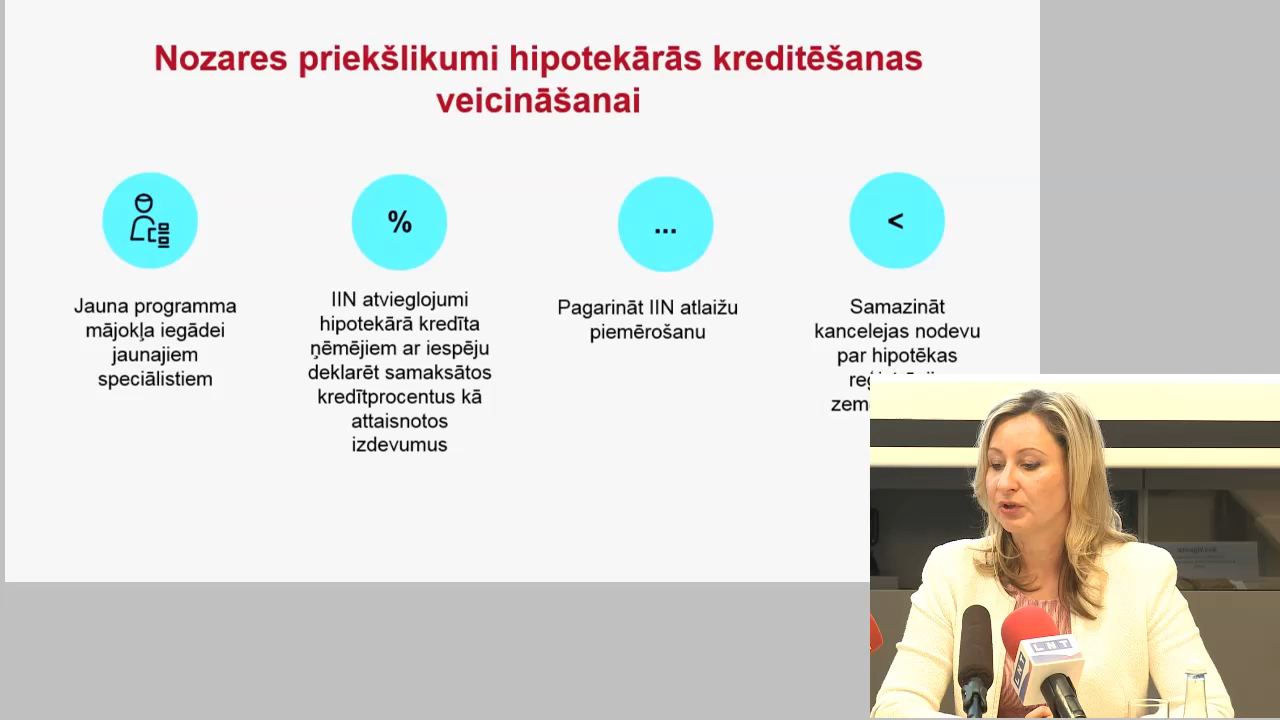 Nozares priekšlikumi hipotekārās kreditēšanas
veicināšanai
%
...
<
Jauna programma
mājokļa iegādei
jaunajiem
speciālistiem
IIN atvieglojumi
hipotekārā kredīta
ņēmējiem ar iespēju
deklarēt samaksātos
kredītprocentus kā
attaisnotos
izdevumus
Pagarināt IIN atlaižu
piemērošanu
Samazināt
kancelejas nodevu
par hipotēkas
LNT
LNT